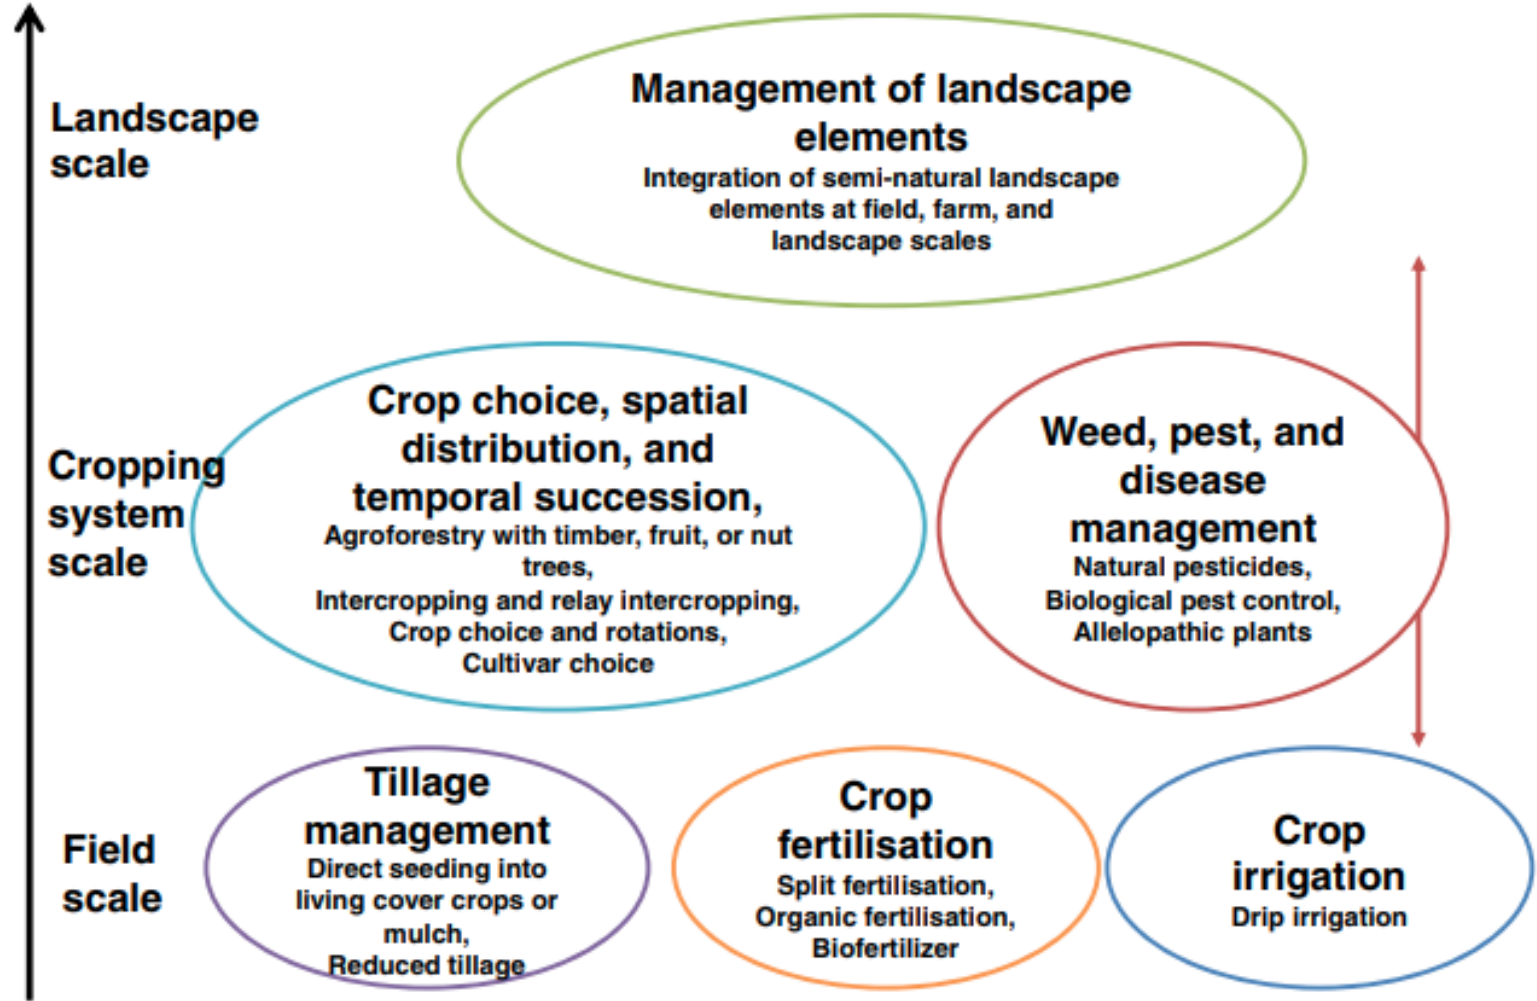 Landscape
scale
Management of landscape
elements
Integration of semi-natural landscape
elements at field, farm, and
landscape scales
Cropping
system
scale
Crop choice, spatial
distribution, and
temporal succession,
Agroforestry with timber, fruit, or nut
trees,
Intercropping and relay intercropping,
Crop choice and rotations,
Cultivar choice
Weed, pest, and
disease
management
Natural pesticides,
Biological pest control,
Allelopathic plants
Field
scale
Tillage
management
Direct seeding into
living cover crops or
mulch,
Reduced tillage
Crop
fertilisation
Split fertilisation,
Organic fertilisation,
Biofertilizer
Crop
irrigation
Drip irrigation